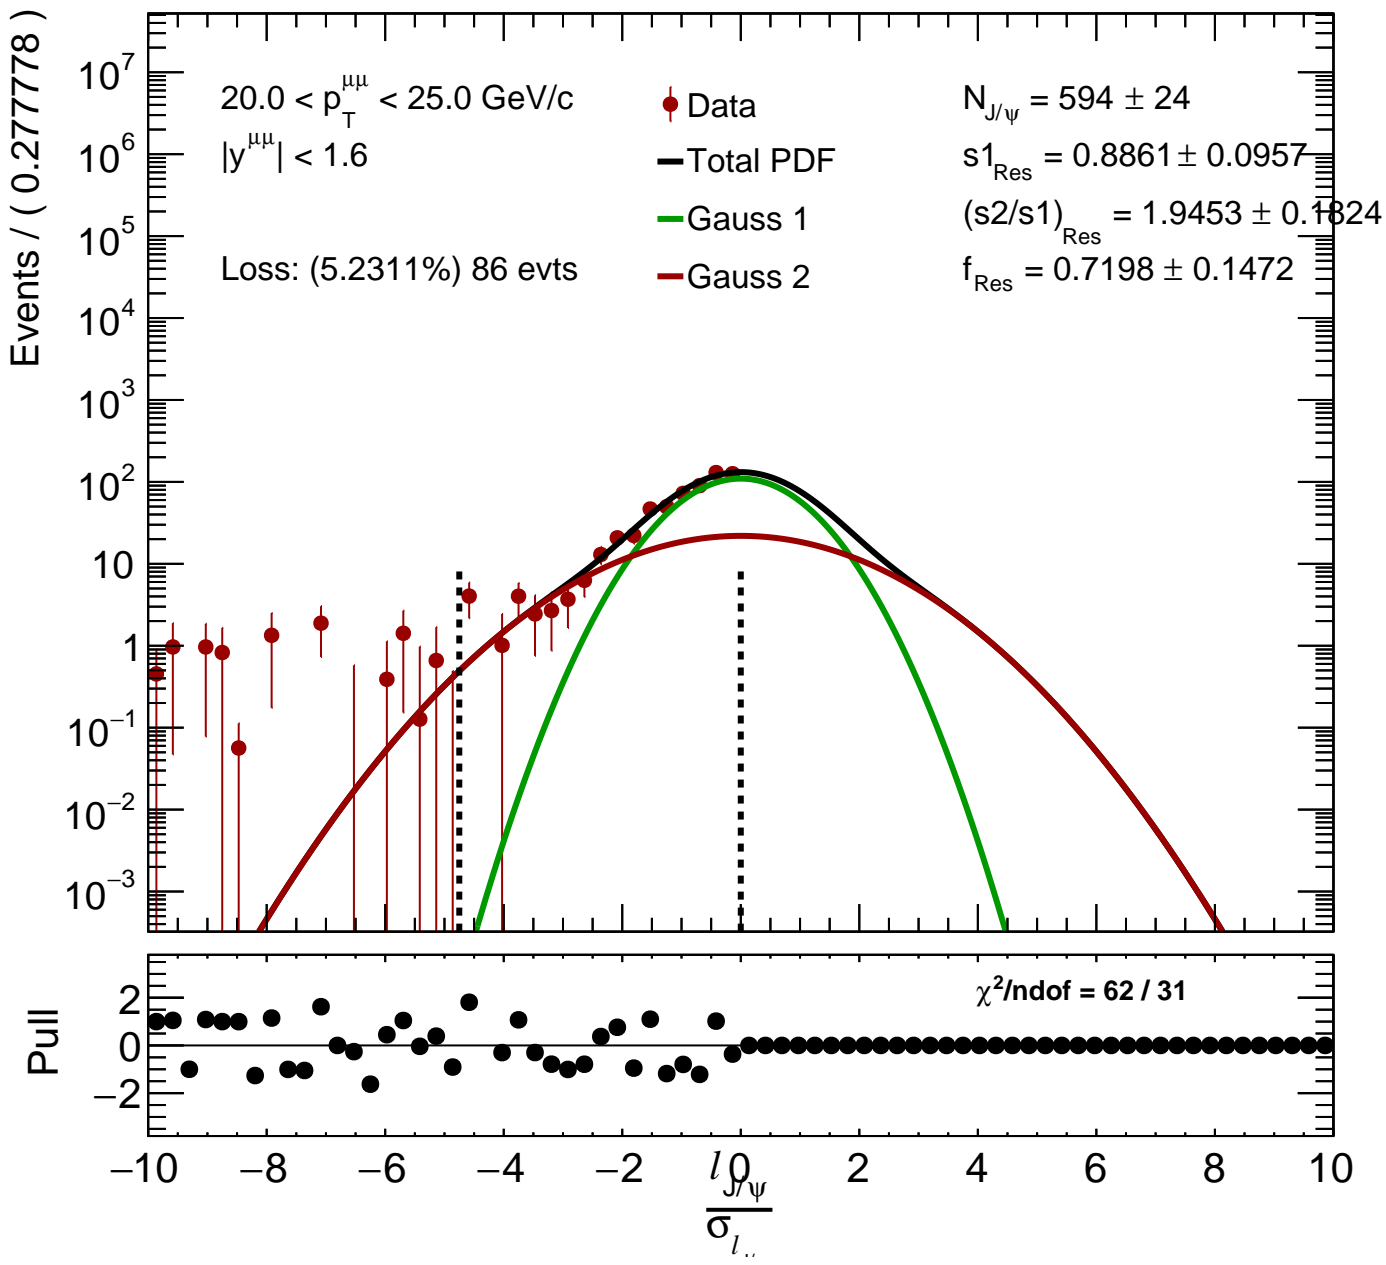 Events / ( 0.277778 )
10^7
10^6
10^5
10^4
10^3
10^2
10
1
10^−1
10^−2
10^−3
20.0 < p_T^μμ < 25.0 GeV/c
|y^μμ| < 1.6
Loss: (5.2311%) 86 evts
Data
Total PDF
Gauss 1
Gauss 2
N_J/ψ = 594 ± 24
s1_Res = 0.8861± 0.0957
(s2/s1)_Res = 1.9453 ± 0.1824
f_Res = 0.7198 ± 0.1472
Pull
2
0
−2
χ²/ndof = 62 / 31
−10 −8 −6 −4 −2 0 2 4 6 8 10
l_J/ψ
σ_l